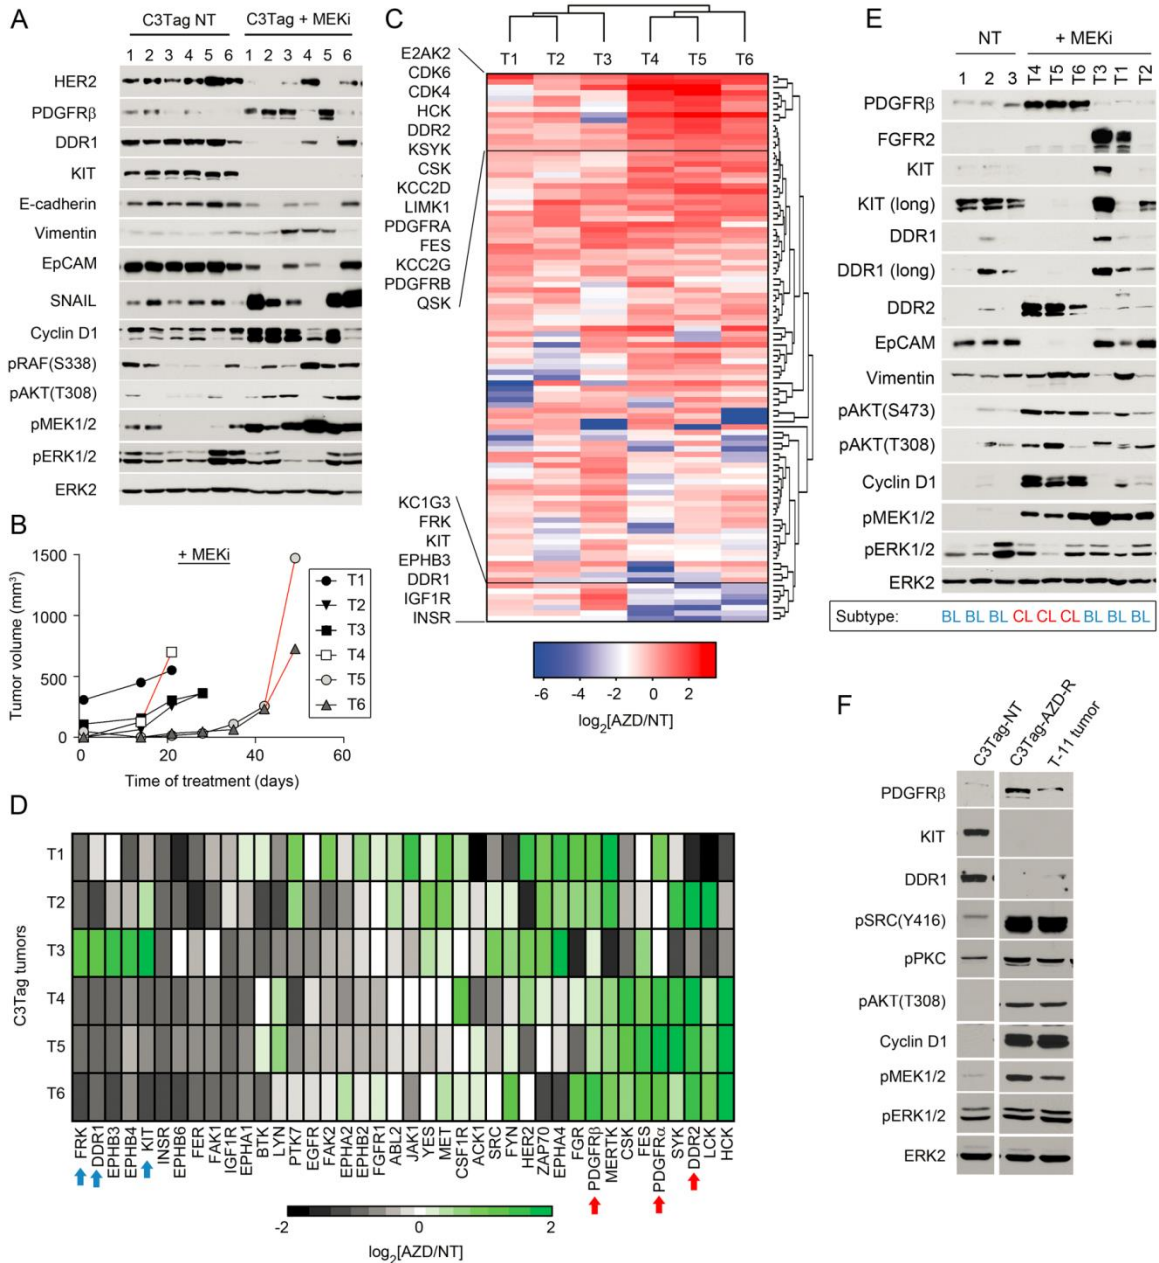 A
C3Tag NT C3Tag + MEKi
1 2 3 4 5 6 1 2 3 4 5 6
HER2
PDGFRβ
DDR1
KIT
E-cadherin
Vimentin
EpCAM
SNAIL
Cyclin D1
pRAF(S338)
pAKT(T308)
pMEK1/2
pERK1/2
ERK2
B
+ MEKi
Tumor volume (mm³)
1500
1000
500
0
0 20 40 60
Time of treatment (days)
T1
T2
T3
T4
T5
T6
C
T1 T2 T3 T4 T5 T6
E2AK2
CDK6
CDK4
HCK
DDR2
KSYK
CSK
KCC2D
LIMK1
PDGFRA
FES
KCC2G
PDGFRB
QSK
KC1G3
FRK
KIT
EPHB3
DDR1
IGF1R
INSR
-6 -4 -2 0 2
log₂[AZD/NT]
D
C3Tag tumors
T1
T2
T3
T4
T5
T6
FRK
DDR1
EPHB3
EPHB4
KIT
INSR
EPHB6
FER
FAK1
IGF1R
EPHA1
BTK
LYN
PTK7
EGFR
FAK2
EPHA2
EPHB2
FGFR1
ABL2
JAK1
YES
MET
CSF1R
ACK1
SRC
FYN
HER2
ZAP70
EPHA4
FGR
PDGFRβ
MERTK
CSK
FES
PDGFRα
SYK
DDR2
LCK
HCK
-2 0 2
log₂[AZD/NT]
E
NT + MEKi
1 2 3 T4 T5 T6 T3 T1 T2
PDGFRβ
FGFR2
KIT
KIT (long)
DDR1
DDR1 (long)
DDR2
EpCAM
Vimentin
pAKT(S473)
pAKT(T308)
Cyclin D1
pMEK1/2
pERK1/2
ERK2
Subtype: BL BL BL CL CL CL BL BL BL
F
C3Tag-NT
C3Tag-AZD-R
T-11 tumor
PDGFRβ
KIT
DDR1
pSRC(Y416)
pPKC
pAKT(T308)
Cyclin D1
pMEK1/2
pERK1/2
ERK2